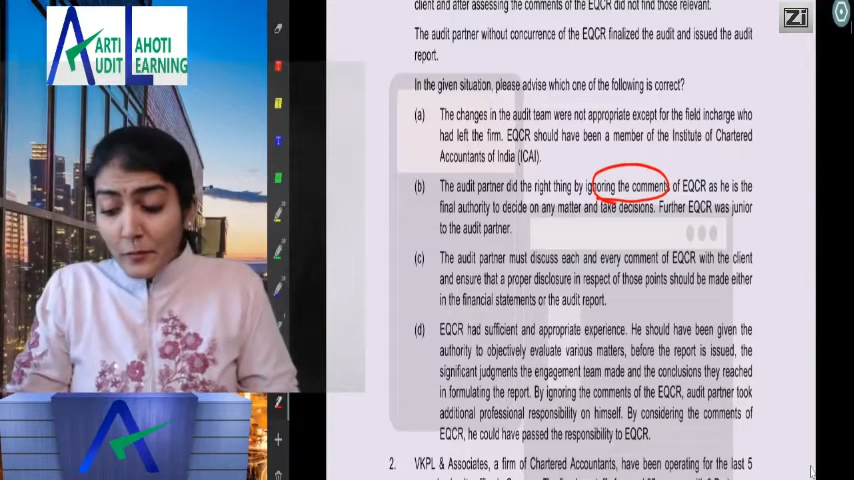 ARTI LAHOTI
AUDIT LEARNING
Zi
client and after assessing the comments of the EQCR did not find those relevant.
The audit partner without concurrence of the EQCR finalized the audit and issued the audit
report.
In the given situation, please advise which one of the following is correct?
(a) The changes in the audit team were not appropriate except for the field incharge who
had left the firm. EQCR should have been a member of the Institute of Chartered
Accountants of India (ICAI).
(b) The audit partner did the right thing by ignoring the comments of EQCR as he is the
final authority to decide on any matter and take decisions. Further EQCR was junior
to the audit partner.
(c) The audit partner must discuss each and every comment of EQCR with the client
and ensure that a proper disclosure in respect of those points should be made either
in the financial statements or the audit report.
(d) EQCR had sufficient and appropriate experience. He should have been given the
authority to objectively evaluate various matters, before the report is issued, the
significant judgments the engagement team made and the conclusions they reached
in formulating the report. By ignoring the comments of the EQCR, audit partner took
additional professional responsibility on himself. By considering the comments of
EQCR, he could have passed the responsibility to EQCR.
2. VKPL & Associates, a firm of Chartered Accountants, have been operating for the last 5